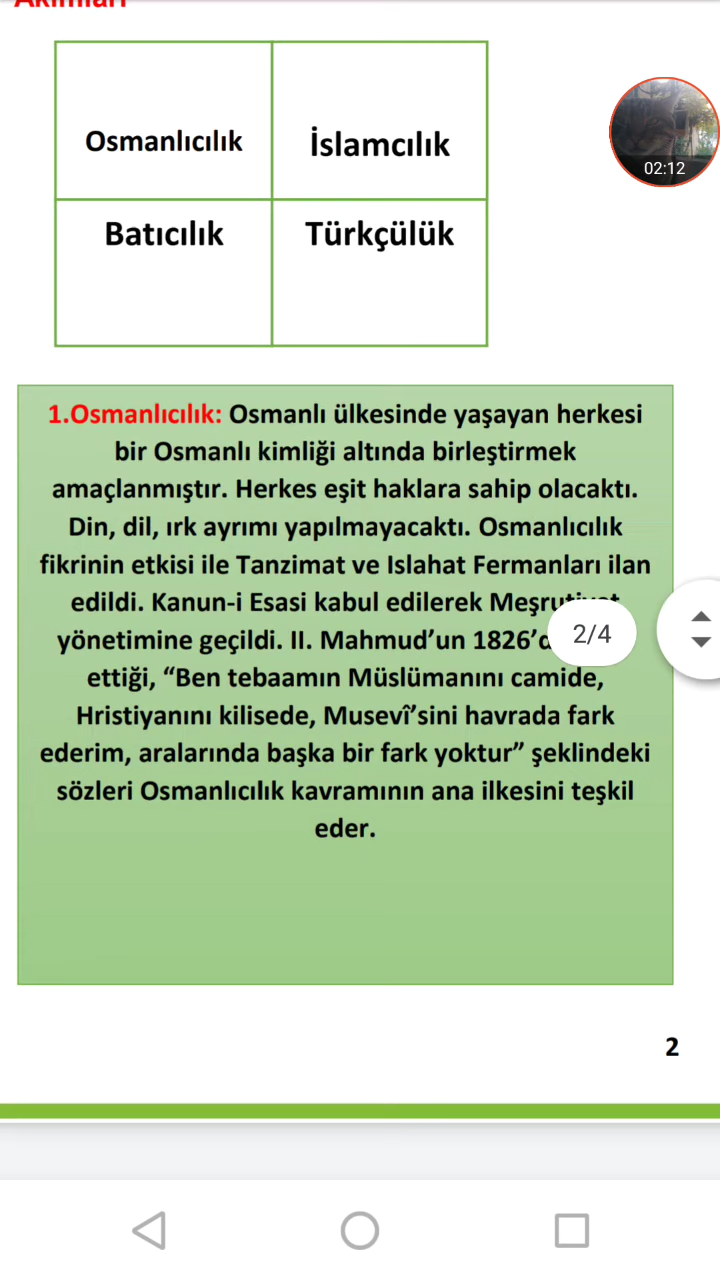 Osmanlıcılık
İslamcılık
Batıcılık
Türkçülük
02:12
1.Osmanlıcılık: Osmanlı ülkesinde yaşayan herkesi
bir Osmanlı kimliği altında birleştirmek
amaçlanmıştır. Herkes eşit haklara sahip olacaktı.
Din, dil, ırk ayrımı yapılmayacaktı. Osmanlıcılık
fikrinin etkisi ile Tanzimat ve Islahat Fermanları ilan
edildi. Kanun-i Esasi kabul edilerek Meşrutiyet
yönetimine geçildi. II. Mahmud’un
2/4
ettiği, “Ben tebaamın Müslümanını camide,
Hristiyanını kilisede, Musevî’sini havrada fark
ederim, aralarında başka bir fark yoktur” şeklindeki
sözleri Osmanlıcılık kavramının ana ilkesini teşkil
eder.
2